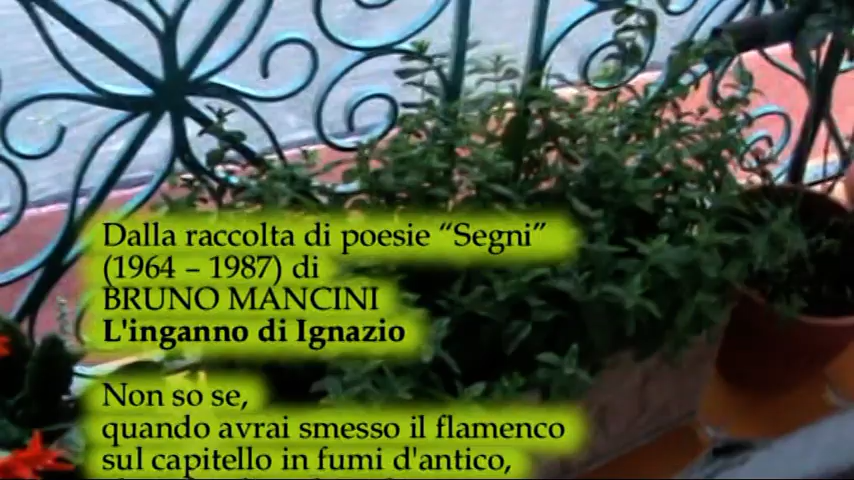 Dalla raccolta di poesie “Segni”
(1964 – 1987) di
BRUNO MANCINI
L'inganno di Ignazio
Non so se,
quando avrai smesso il flamenco
sul capitello in fumi d'antico,